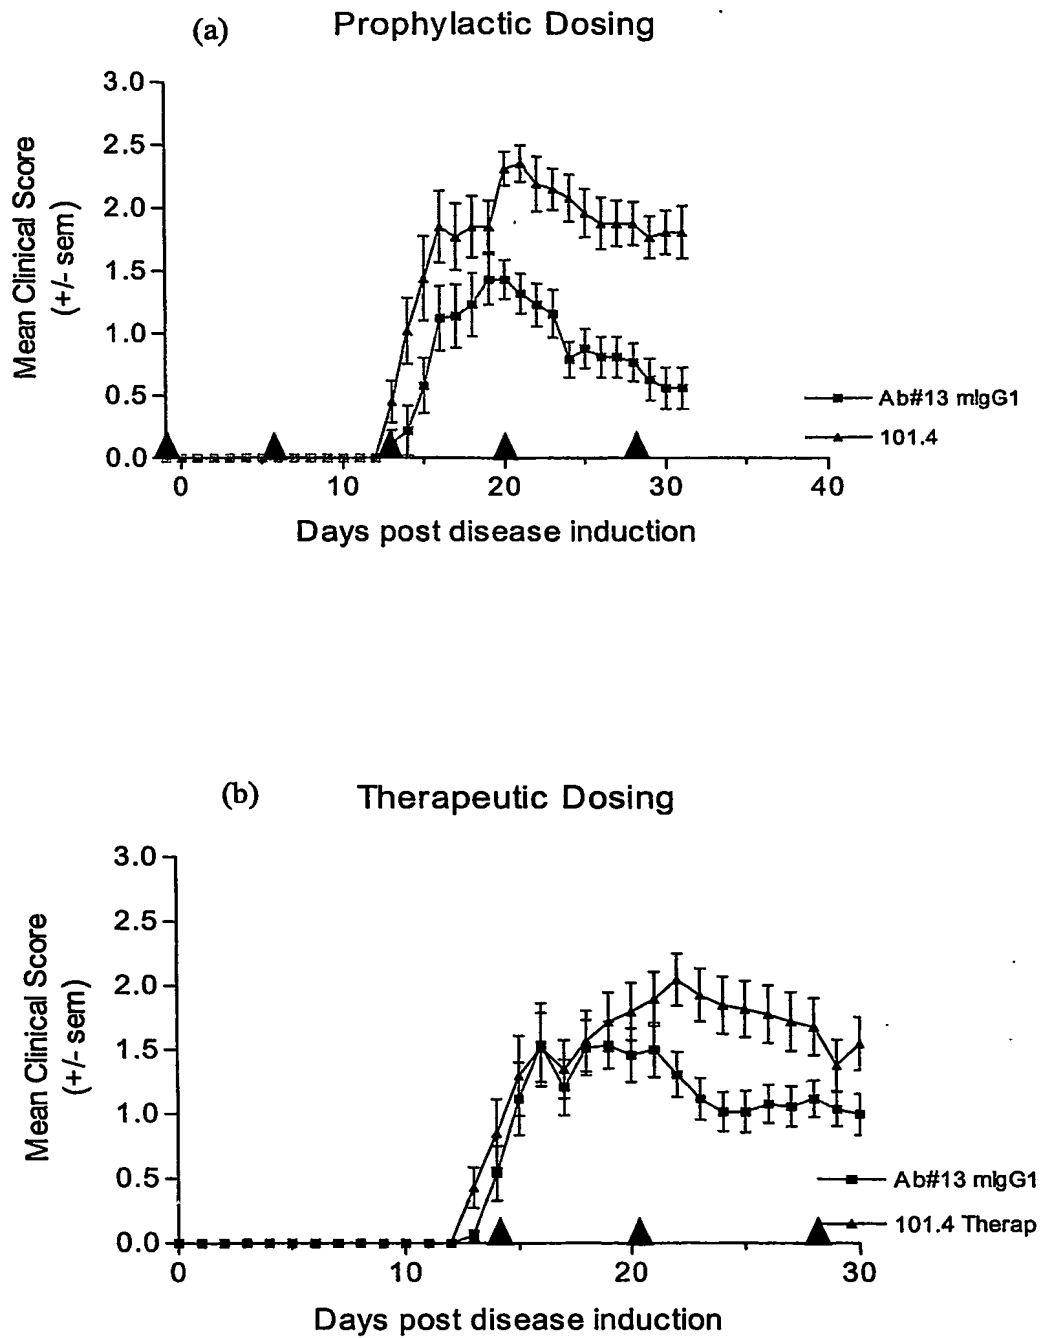 (a) Prophylactic Dosing
3.0
2.5
2.0
1.5
1.0
0.5
0.0
Mean Clinical Score
(+/- sem)
Ab#13 mIgG1
101.4
0 10 20 30 40
Days post disease induction
(b) Therapeutic Dosing
3.0
2.5
2.0
1.5
1.0
0.5
0.0
Mean Clinical Score
(+/- sem)
Ab#13 mIgG1
101.4 Therap
0 10 20 30
Days post disease induction